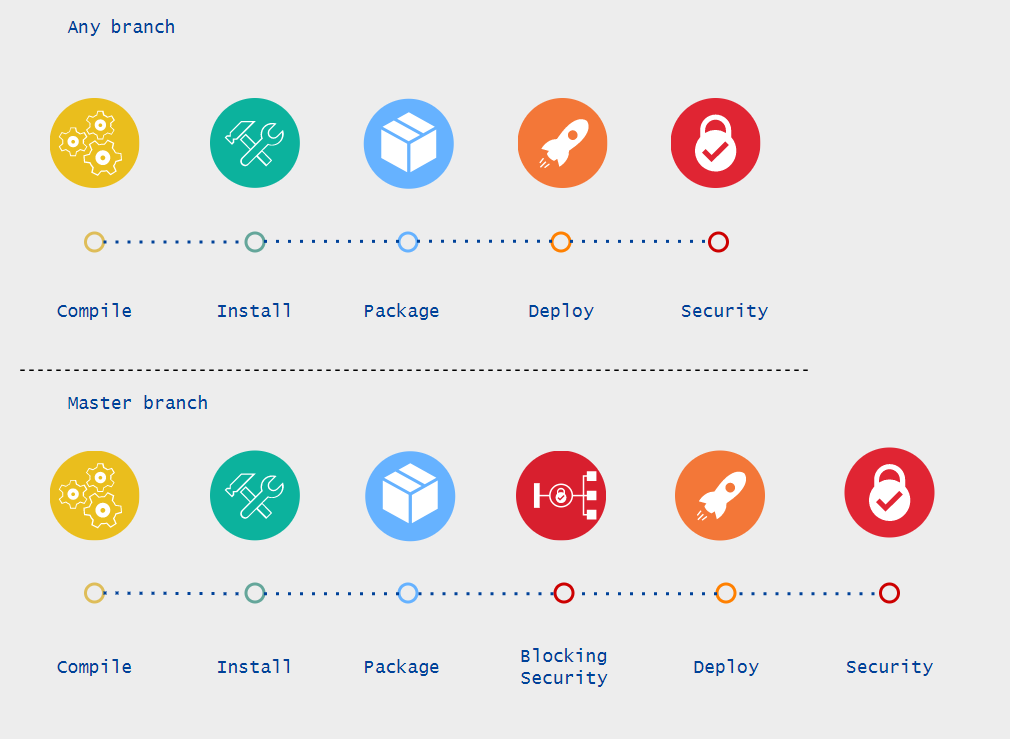 Any branch
Compile Install Package Deploy Security
Master branch
Compile Install Package Blocking Security Deploy Security